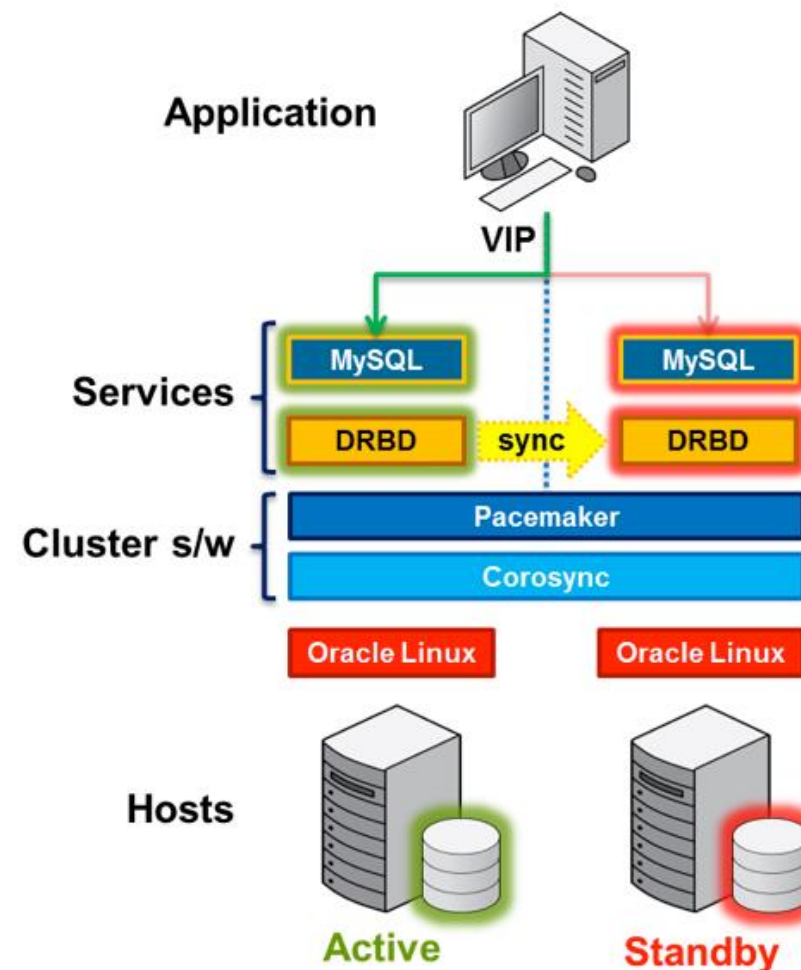 Application
VIP
MySQL
MySQL
Services
DRBD
sync
DRBD
Pacemaker
Cluster s/w
Corosync
Oracle Linux
Oracle Linux
Hosts
Active
Standby